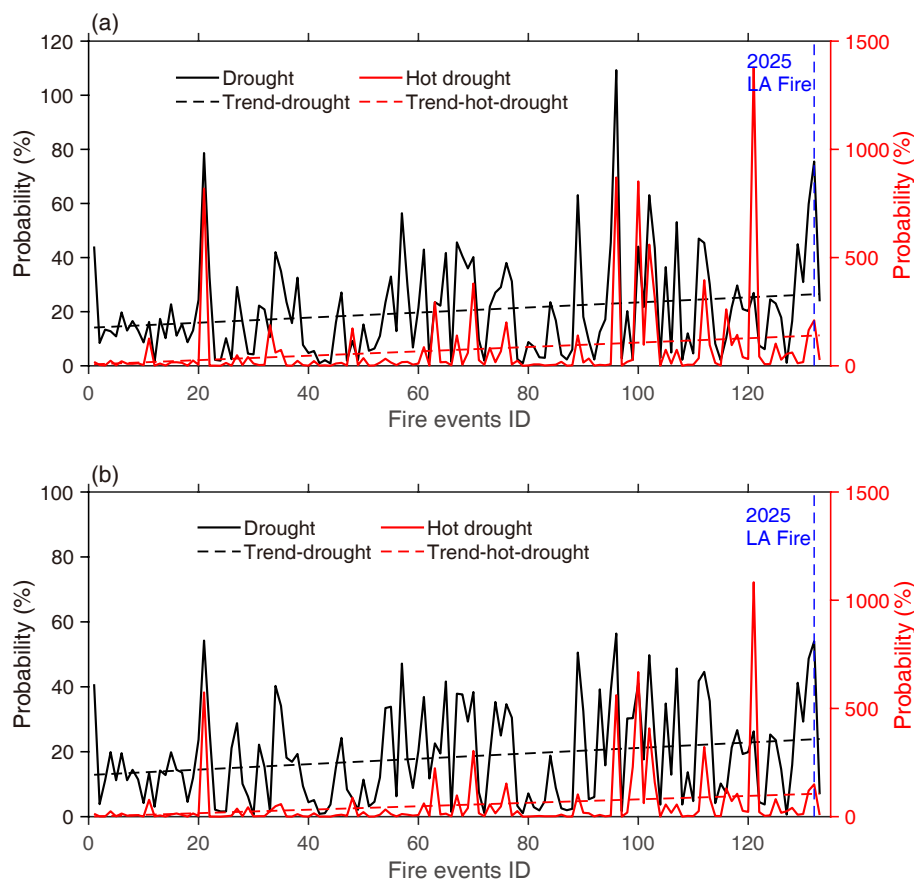 (a)
120
100
80
60
40
20
0
Probability (%)
1500
1000
500
0
Probability (%)
Drought
Hot drought
Trend-drought
Trend-hot-drought
2025
LA Fire
0 20 40 60 80 100 120
Fire events ID
(b)
100
80
60
40
20
0
Probability (%)
1500
1000
500
0
Probability (%)
Drought
Hot drought
Trend-drought
Trend-hot-drought
2025
LA Fire
0 20 40 60 80 100 120
Fire events ID